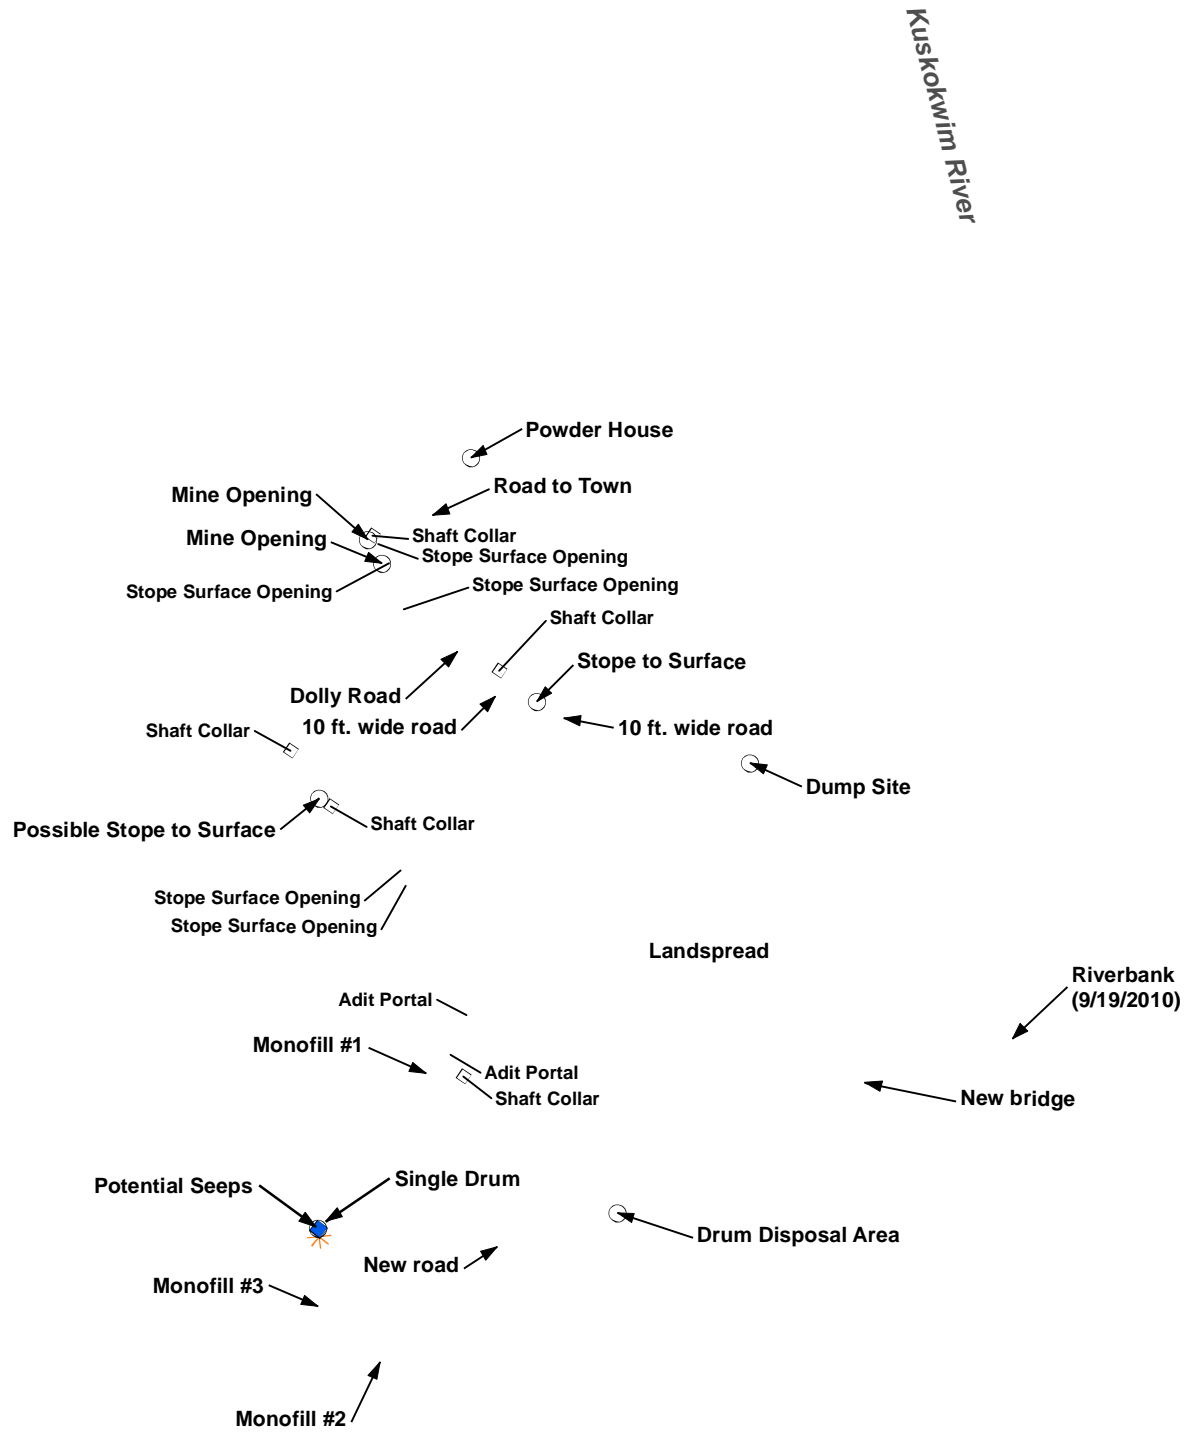 Kuskokwim River
Powder House
Road to Town
Mine Opening
Shaft Collar
Mine Opening
Stope Surface Opening
Stope Surface Opening
Stope Surface Opening
Shaft Collar
Stope to Surface
Dolly Road
10 ft. wide road
10 ft. wide road
Shaft Collar
Dump Site
Possible Stope to Surface
Shaft Collar
Stope Surface Opening
Stope Surface Opening
Landspread
Riverbank
(9/19/2010)
Adit Portal
Monofill #1
Adit Portal
Shaft Collar
New bridge
Potential Seeps
Single Drum
Drum Disposal Area
New road
Monofill #3
Monofill #2